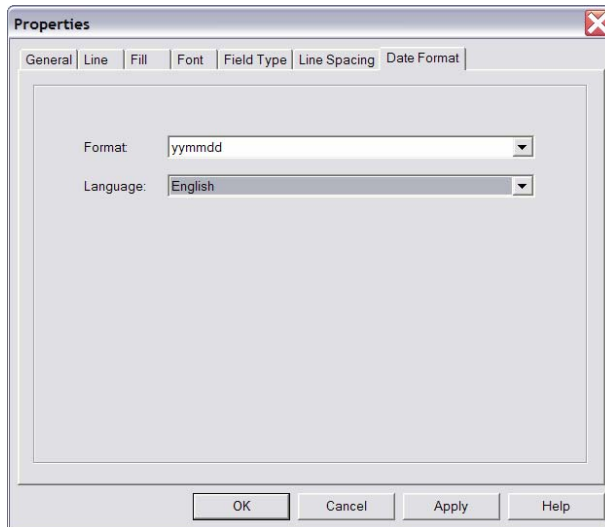 Properties
General Line Fill Font Field Type Line Spacing Date Format
Format: yymmdd
Language: English
OK Cancel Apply Help